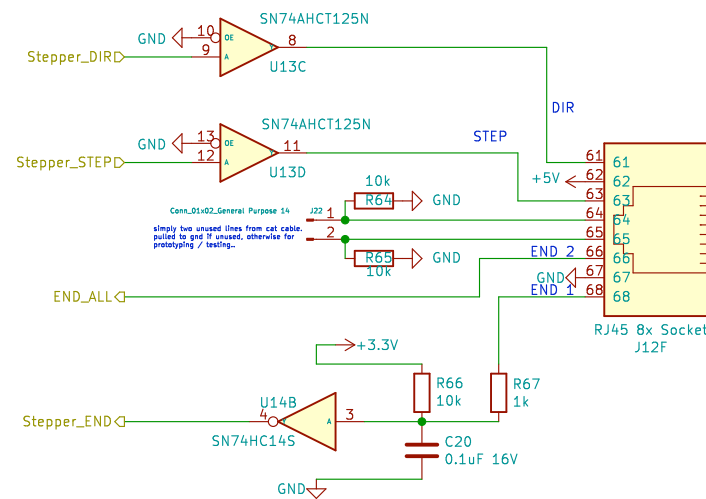 SN74AHCT125N
GND
10
OE
8
Stepper_DIR
9
A
U13C
DIR
SN74AHCT125N
STEP
GND
13
OE
11
Stepper_STEP
12
A
U13D
61
61
+5V
62
62
10k
R64
GND
63
63
Conn_01x02_General Purpose 14
J22
1
64
64
simply two unused lines from cat cable.
pulled to gnd if unused, otherwise for
prototyping / testing..
2
65
65
END 2
66
66
R65
10k
GND
GND
67
67
END_ALL
END 1
68
68
RJ45 8x Socket
J12F
+3.3V
R66
10k
R67
1k
U14B
Stepper_END
4
A
3
SN74HC14S
C20
0.1uF 16V
GND